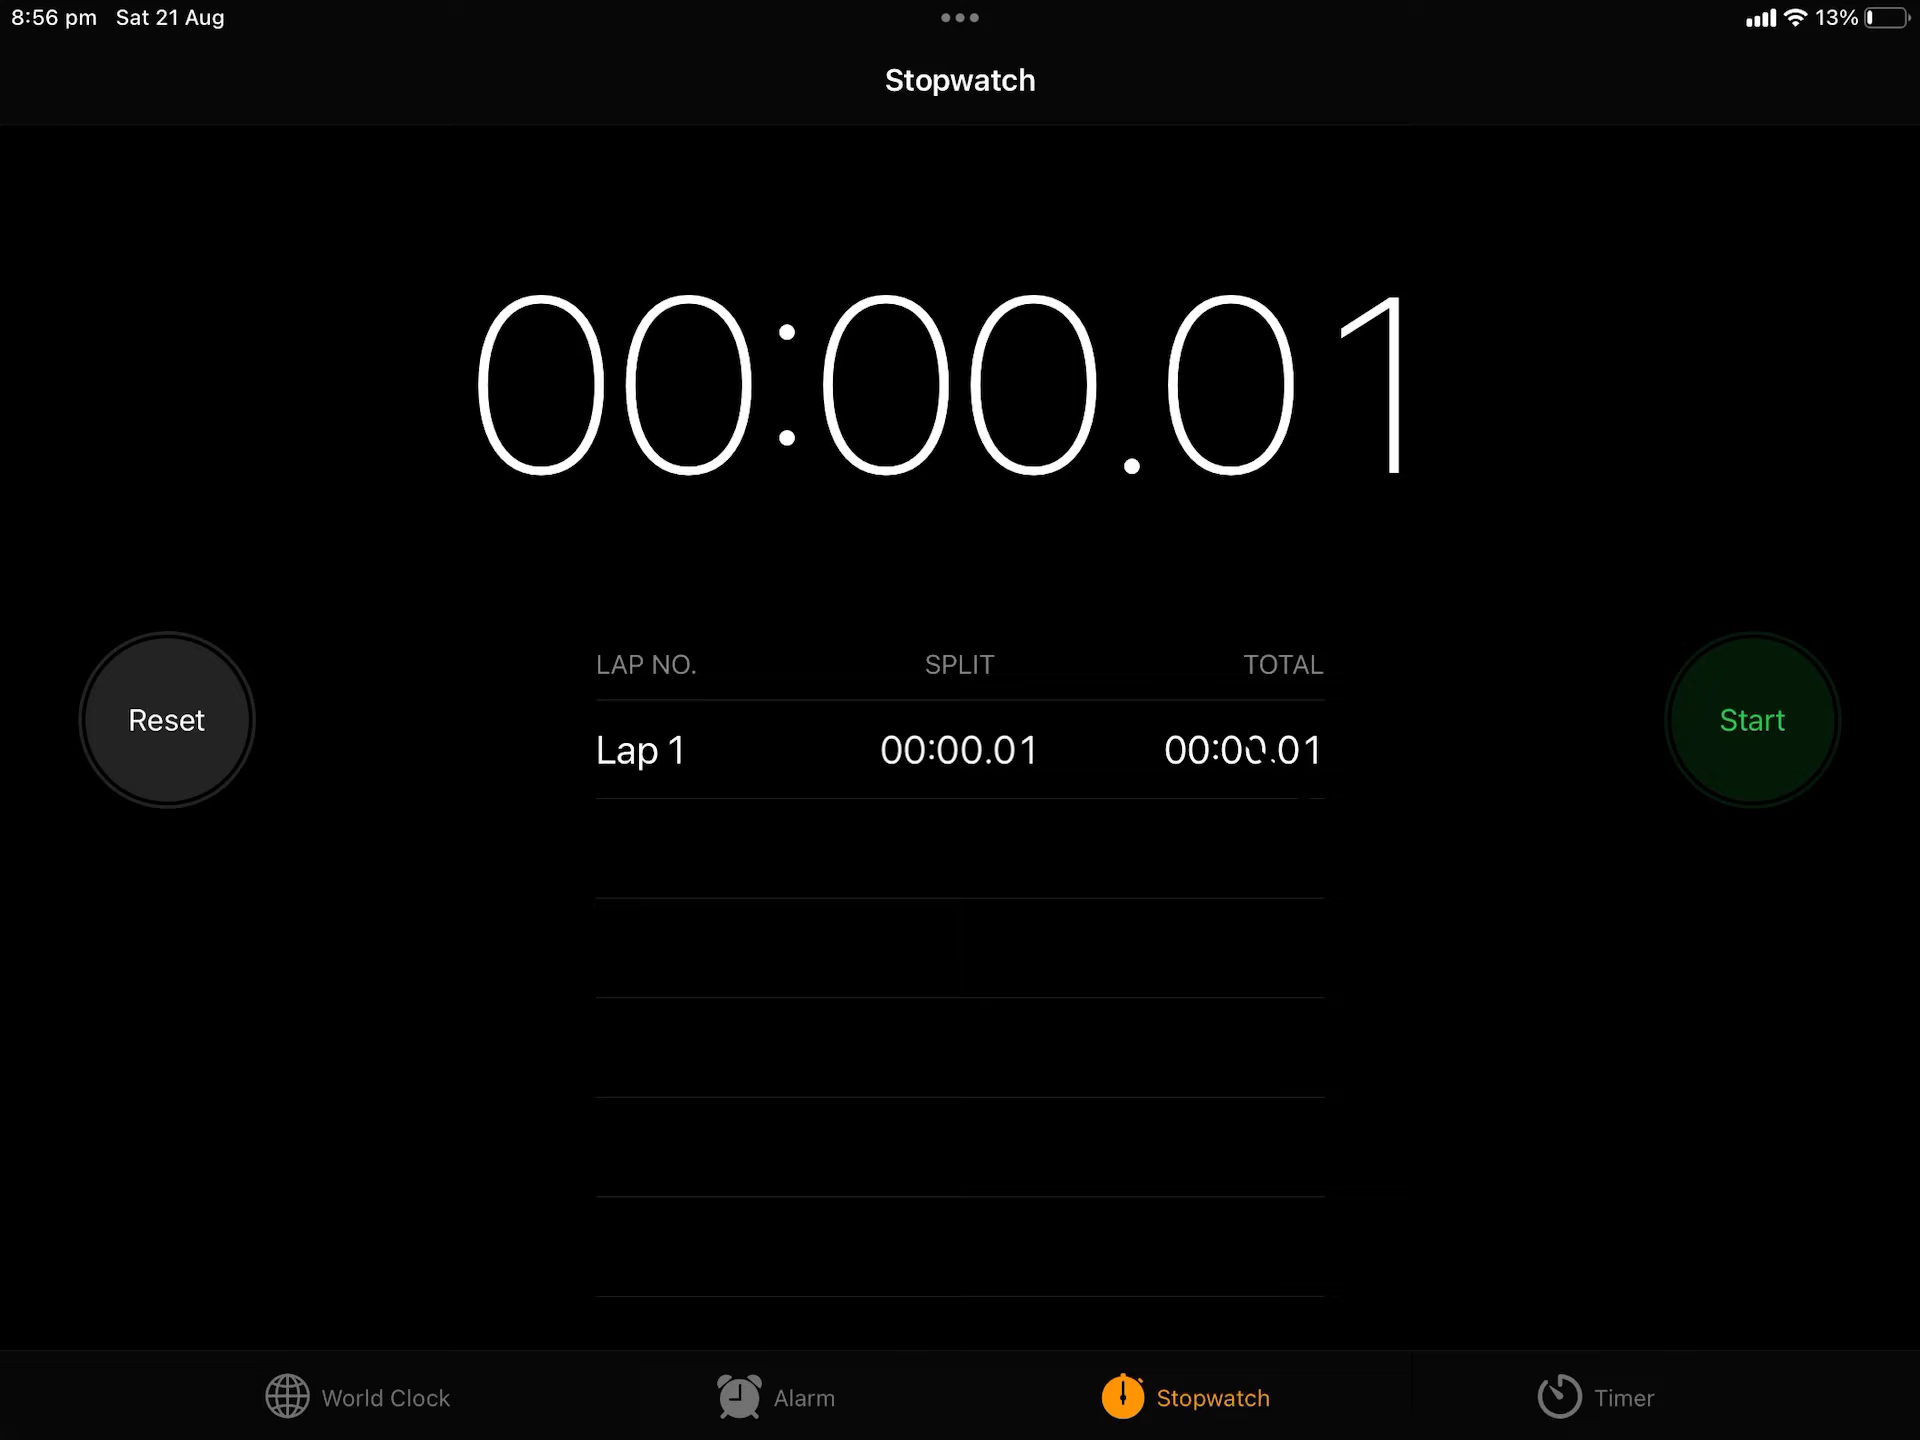 8:56 pm Sat 21 Aug 13%
Stopwatch
00:00.01
LAP NO. SPLIT TOTAL
Reset Start
Lap 1 00:00.01 00:00.01
World Clock Alarm Stopwatch Timer